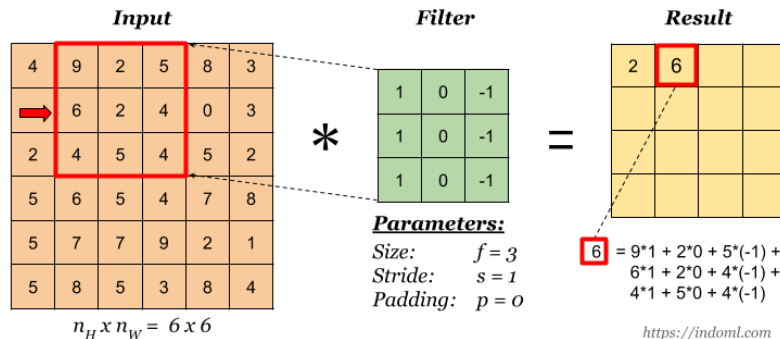 Input
Filter
Result
4 9 2 5 8 3
6 2 4 0 3
2 4 5 4 5 2
5 6 5 4 7 8
5 7 7 9 2 1
5 8 5 3 8 4
n_H x n_W = 6 x 6
*
1 0 -1
1 0 -1
1 0 -1
Parameters:
Size: f = 3
Stride: s = 1
Padding: p = 0
=
2 6
6 = 9*1 + 2*0 + 5*(-1) +
6*1 + 2*0 + 4*(-1) +
4*1 + 5*0 + 4*(-1)
https://indoml.com